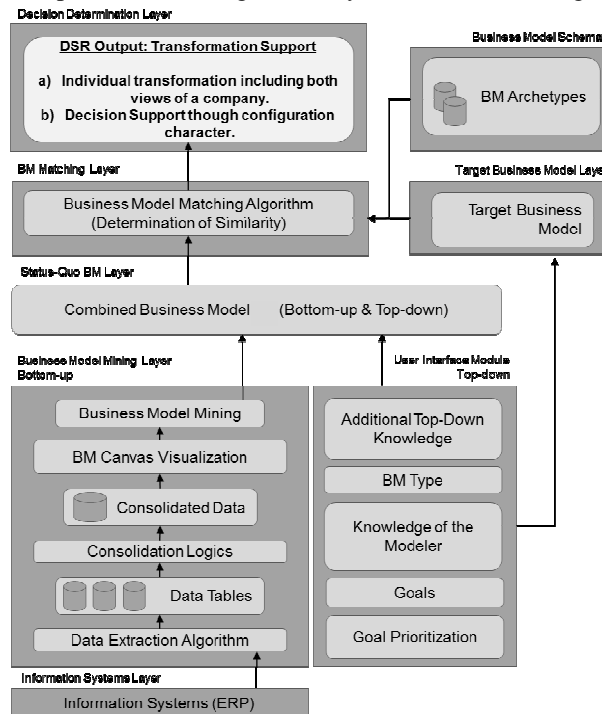 Decision Determination Layer
DSR Output: Transformation Support
a) Individual transformation including both
views of a company.
b) Decision Support though configuration
character.
Business Model Schema
BM Archetypes
BM Matching Layer
Business Model Matching Algorithm
(Determination of Similarity)
Target Business Model Laye
Target Business
Model
Status-Quo BM Layer
Combined Business Model (Bottom-up & Top-down)
Business Model Mining Layer
Bottom-up
User Interface Module
Top-down
Business Model Mining
BM Canvas Visualization
Consolidated Data
Consolidation Logics
Data Tables
Data Extraction Algorithm
Additional Top-Down
Knowledge
BM Type
Knowledge of the
Modeler
Goals
Goal Prioritization
Information Systems Layer
Information Systems (ERP)